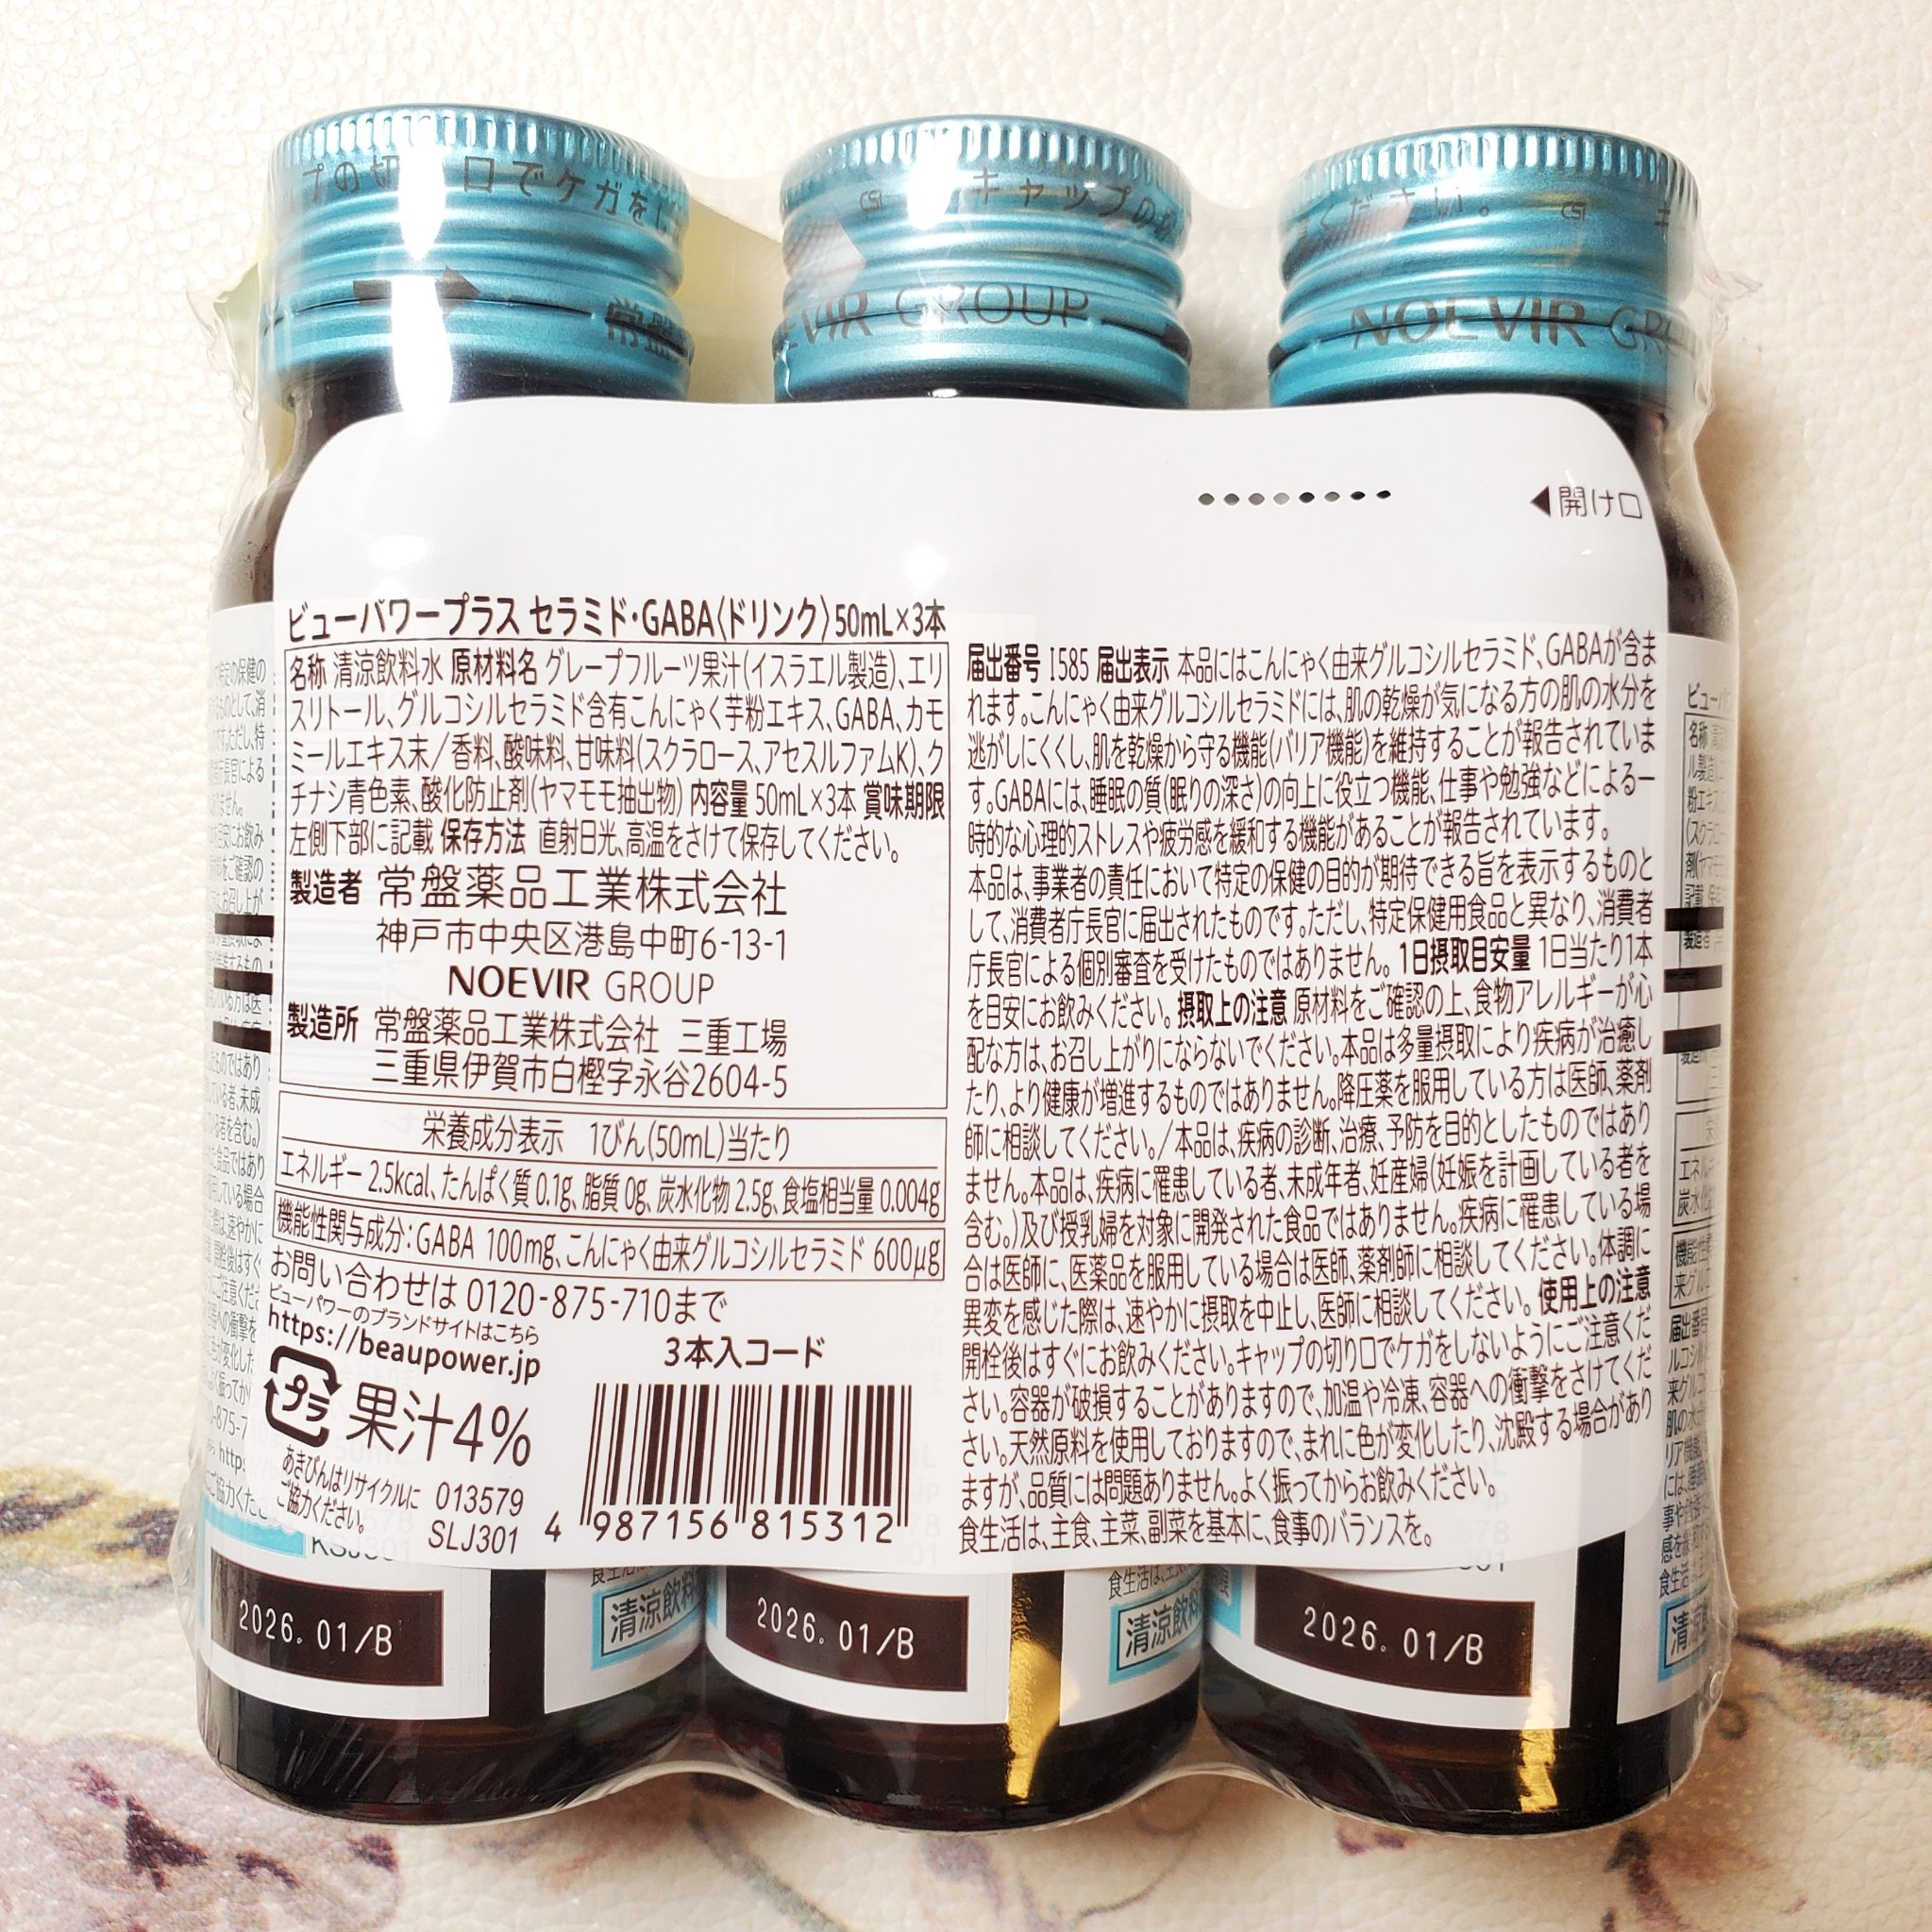 プの切 口でケガをし
キャップの切
ください。
常盤
EVIR GROUP
NOEVIR GRO
◀開け口
ビューパワープラス セラミド・GABA〈ドリンク〉50mL×3本
名称 清涼飲料水 原材料名 グレープフルーツ果汁(イスラエル製造)、エリ
スリトール、グルコシルセラミド含有こんにゃく芋粉エキス、GABA、カモ
ミールエキス末/香料、酸味料、甘味料(スクラロース、アセスルファムK)、ク
チナシ青色素、酸化防止剤(ヤマモモ抽出物) 内容量 50mL×3本 賞味期限
左側下部に記載 保存方法 直射日光、高温をさけて保存してください。
製造者 常盤薬品工業株式会社
神戸市中央区港島中町6-13-1
NOEVIR GROUP
製造所 常盤薬品工業株式会社 三重工場
三重県伊賀市白樫字永谷2604-5
栄養成分表示 1びん(50mL)当たり
エネルギー 2.5kcal、たんぱく質 0.1g、脂質 0g、炭水化物 2.5g、食塩相当量 0.004g
機能性関与成分:GABA 100mg、こんにゃく由来グルコシルセラミド 600μg
お問い合わせは 0120-875-710まで
ビューパワーのブランドサイトはこちら
https://beaupower.jp
プラ
果汁4%
あきびんはリサイクルに
ご協力ください。
013579
SLJ301
3本入コード
4 987156 815312
届出番号 I585 届出表示 本品にはこんにゃく由来グルコシルセラミド、GABAが含ま
れます。こんにゃく由来グルコシルセラミドには、肌の乾燥が気になる方の肌の水分を
逃がしにくくし、肌を乾燥から守る機能(バリア機能)を維持することが報告されていま
す。GABAには、睡眠の質(眠りの深さ)の向上に役立つ機能、仕事や勉強などによる一
時的な心理的ストレスや疲労感を緩和する機能があることが報告されています。
本品は、事業者の責任において特定の保健の目的が期待できる旨を表示するものと
して、消費者庁長官に届出されたものです。ただし、特定保健用食品と異なり、消費者
庁長官による個別審査を受けたものではありません。 1日摂取目安量 1日当たり1本
を目安にお飲みください。 摂取上の注意 原材料をご確認の上、食物アレルギーが心
配な方は、お召し上がりにならないでください。本品は多量摂取により疾病が治癒し
たり、より健康が増進するものではありません。降圧薬を服用している方は医師、薬剤
師に相談してください。/本品は、疾病の診断、治療、予防を目的としたものではあり
ません。本品は、疾病に罹患している者、未成年者、妊産婦(妊娠を計画している者を
含む。)及び授乳婦を対象に開発された食品ではありません。疾病に罹患している場
合は医師に、医薬品を服用している場合は医師、薬剤師に相談してください。体調に
異変を感じた際は、速やかに摂取を中止し、医師に相談してください。 使用上の注意
開栓後はすぐにお飲みください。キャップの切り口でケガをしないようにご注意くだ
さい。容器が破損することがありますので、加温や冷凍、容器への衝撃をさけてくだ
さい。天然原料を使用しておりますので、まれに色が変化したり、沈殿する場合があり
ますが、品質には問題ありません。よく振ってからお飲みください。
食生活は、主食、主菜、副菜を基本に、食事のバランスを。
2026. 01/B
清涼飲料
2026. 01/B
清涼飲料
2026. 01/B
清涼